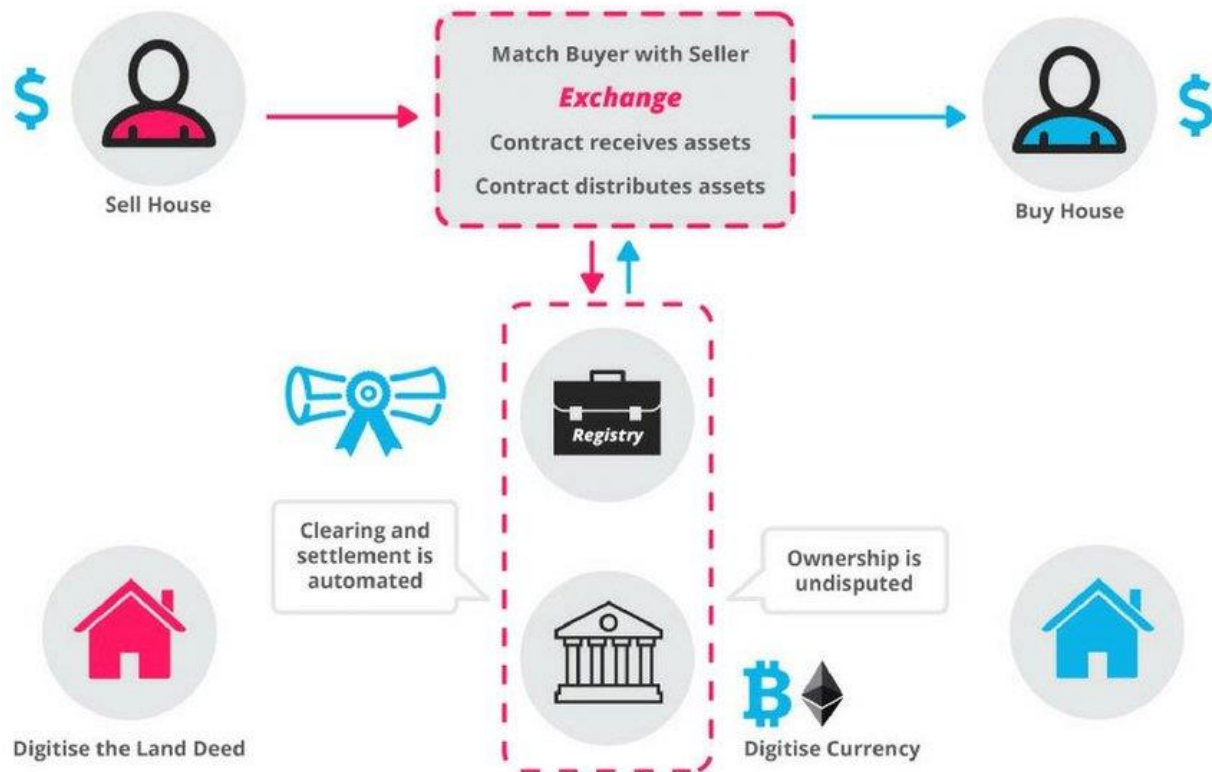 $
Match Buyer with Seller
Exchange
Contract receives assets
Contract distributes assets
$
Sell House
Buy House
Registry
Clearing and
settlement is
automated
Ownership is
undisputed
Digitise the Land Deed
Digitise Currency